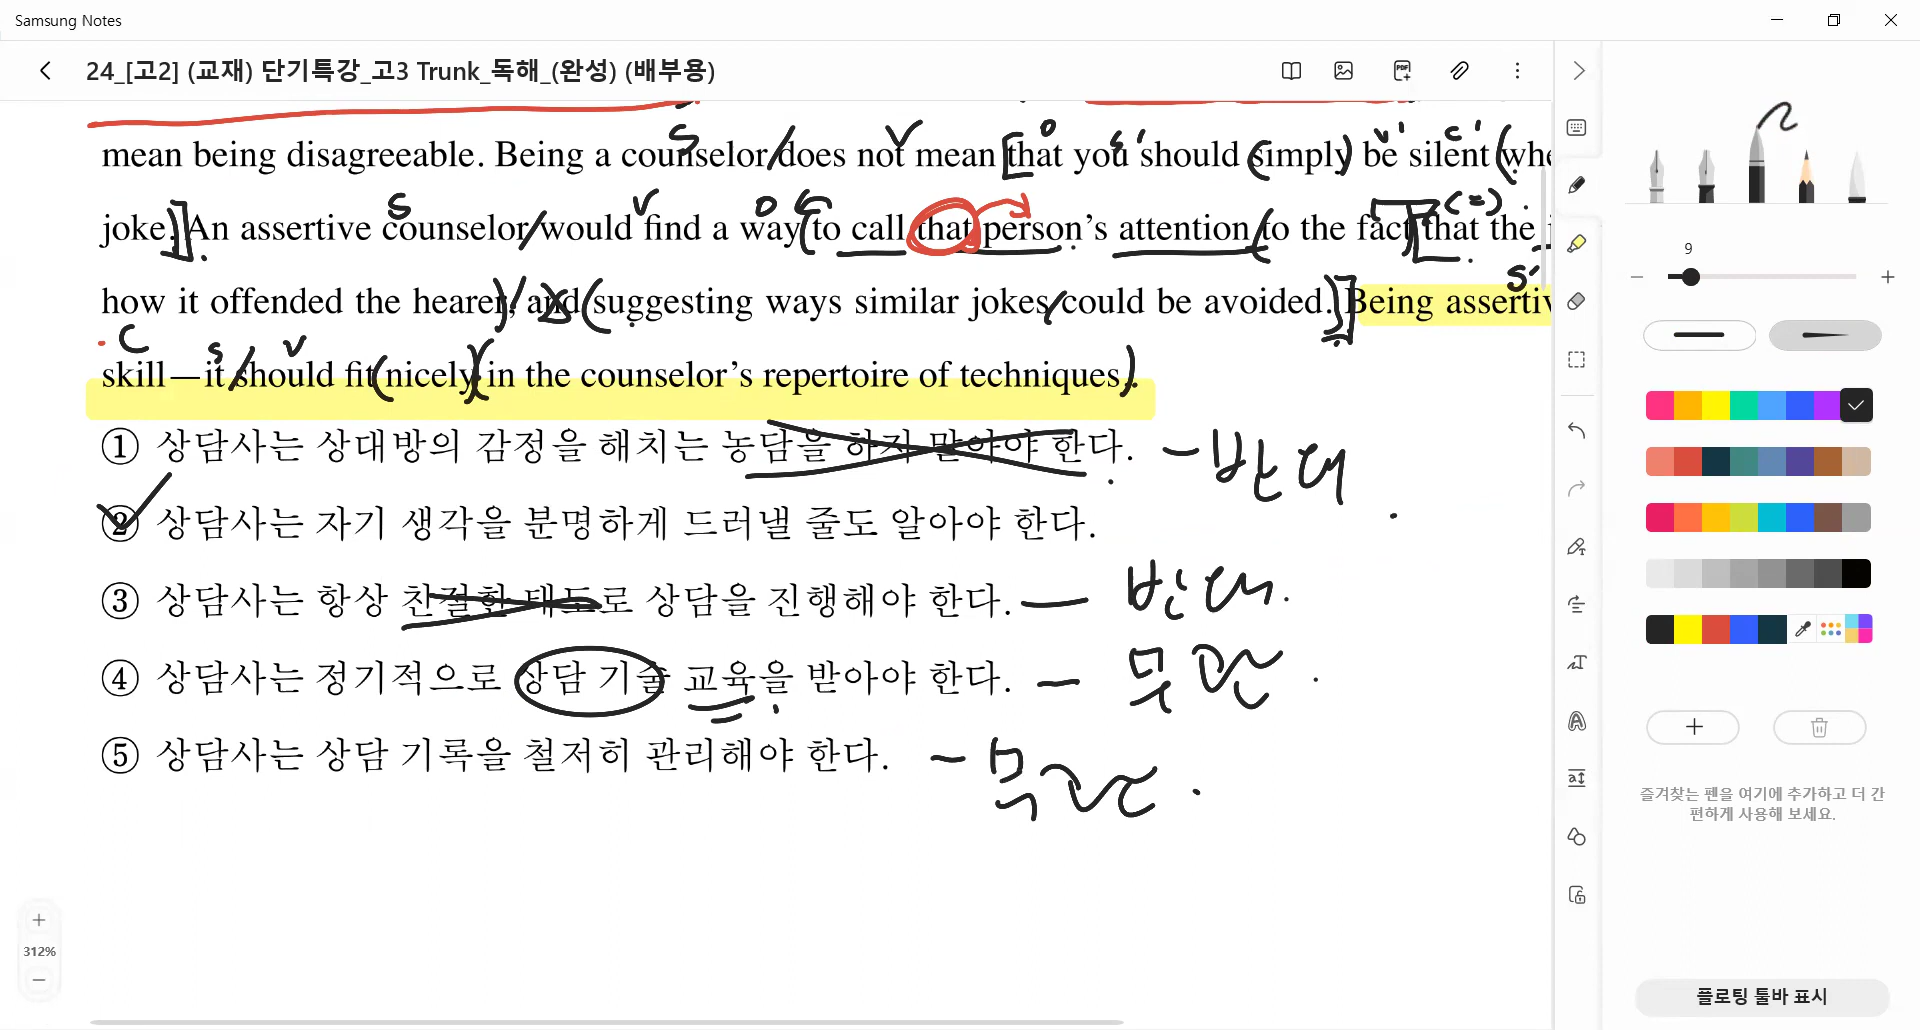 Samsung Notes
24_[고2] (교재) 단기특강_고3 Trunk_독해_(완성) (배부용)
mean being disagreeable. Being a counselor does not mean that you should simply be silent whe
joke. An assertive counselor would find a way to call that person's attention to the fact that the i
how it offended the hearer, and suggesting ways similar jokes could be avoided. Being assertiv
skill—it should fit nicely in the counselor's repertoire of techniques.
① 상담사는 상대방의 감정을 해치는 농담을 하지 말아야 한다. - 반대
② 상담사는 자기 생각을 분명하게 드러낼 줄도 알아야 한다.
③ 상담사는 항상 친절한 태도로 상담을 진행해야 한다. - 반대.
④ 상담사는 정기적으로 상담 기술 교육을 받아야 한다. - 무관.
⑤ 상담사는 상담 기록을 철저히 관리해야 한다. - 무관.
9
즐겨찾는 펜을 여기에 추가하고 더 간
편하게 사용해 보세요.
312%
플로팅 툴바 표시